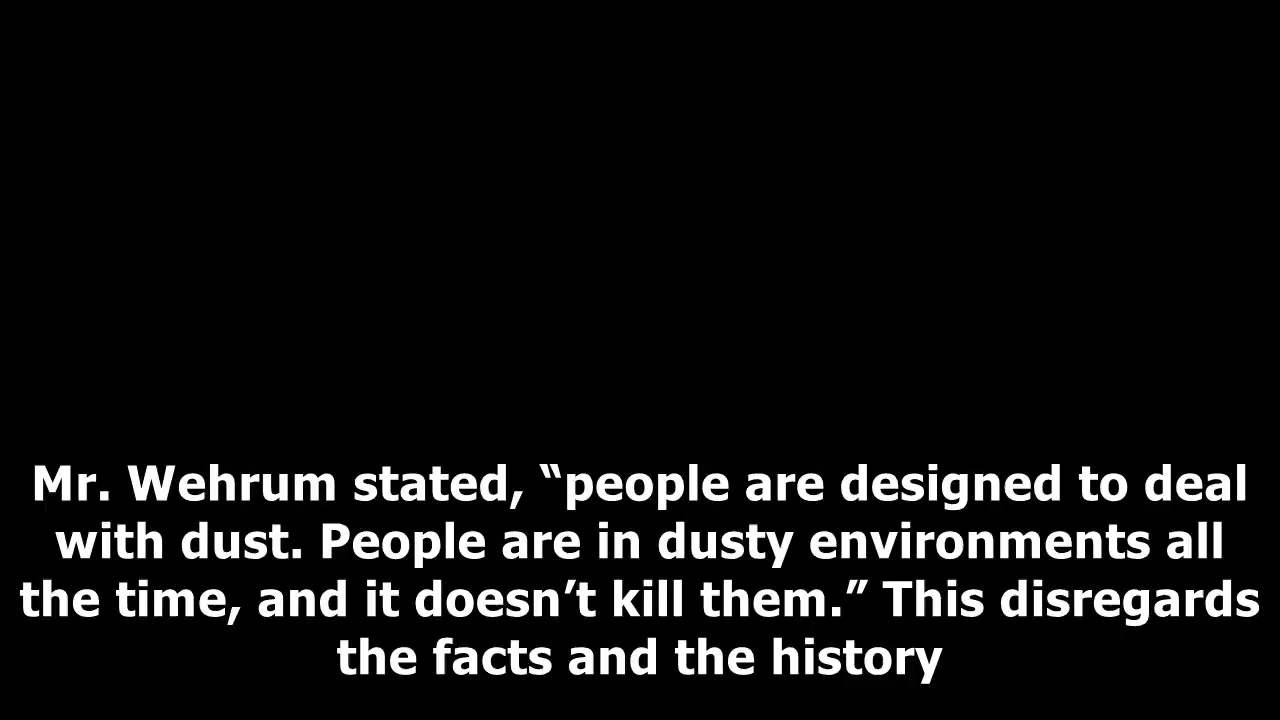 Mr. Wehrum stated, “people are designed to deal
with dust. People are in dusty environments all
the time, and it doesn’t kill them.” This disregards
the facts and the history